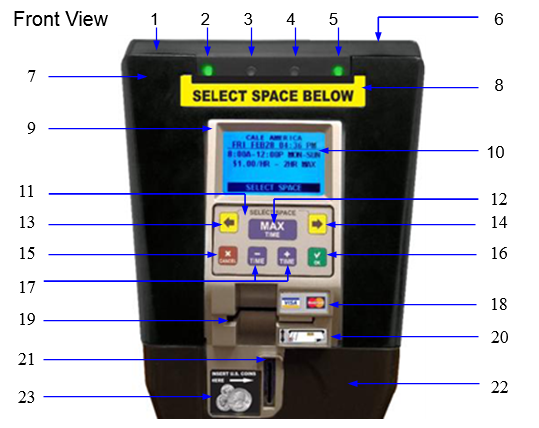 Front View
1
2
3
4
5
6
7
8
SELECT SPACE BELOW
9
CALE AMERICA
FRI FEB28 04:36 PM
8:00A-12:00P MON-SUN
$1.00/HR - 2HR MAX
SELECT SPACE
10
11
12
SELECT SPACE
MAX
TIME
13
14
15
CANCEL
TIME
+
TIME
OK
16
17
VISA
MasterCard
18
19
20
21
INSERT U.S. COINS
HERE
22
23